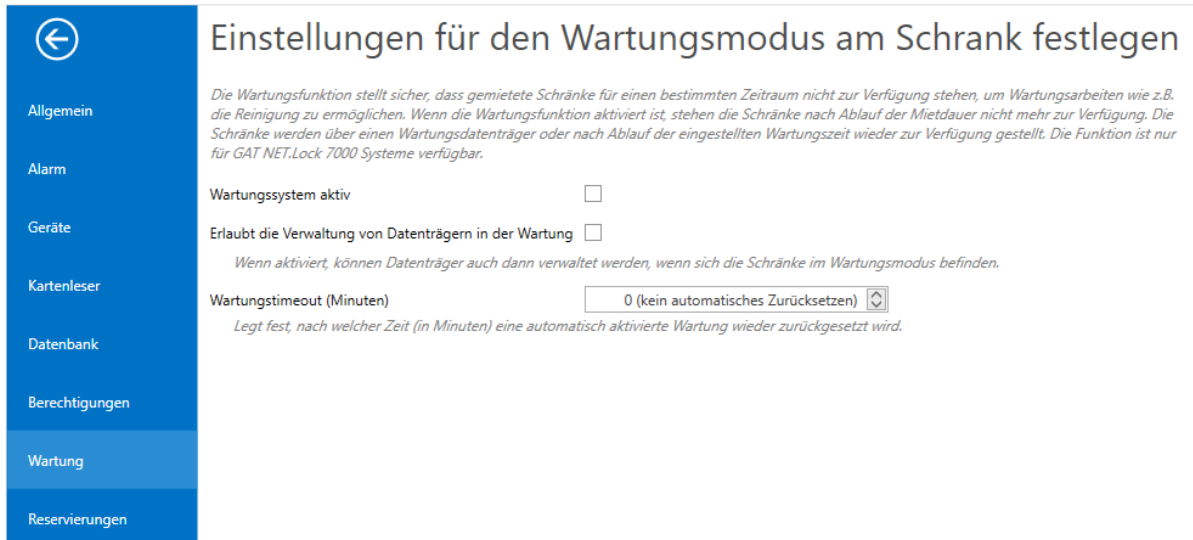 Einstellungen für den Wartungsmodus am Schrank festlegen
Allgemein
Alarm
Geräte
Kartenleser
Datenbank
Berechtigungen
Wartung
Reservierungen
Die Wartungsfunktion stellt sicher, dass gemietete Schränke für einen bestimmten Zeitraum nicht zur Verfügung stehen, um Wartungsarbeiten wie z.B.
die Reinigung zu ermöglichen. Wenn die Wartungsfunktion aktiviert ist, stehen die Schränke nach Ablauf der Mietdauer nicht mehr zur Verfügung. Die
Schränke werden über einen Wartungsdatenträger oder nach Ablauf der eingestellten Wartungszeit wieder zur Verfügung gestellt. Die Funktion ist nur
für GAT NET.Lock 7000 Systeme verfügbar.
Wartungssystem aktiv
Erlaubt die Verwaltung von Datenträgern in der Wartung
Wenn aktiviert, können Datenträger auch dann verwaltet werden, wenn sich die Schränke im Wartungsmodus befinden.
Wartungstimeout (Minuten) 0 (kein automatisches Zurücksetzen)
Legt fest, nach welcher Zeit (in Minuten) eine automatisch aktivierte Wartung wieder zurückgesetzt wird.